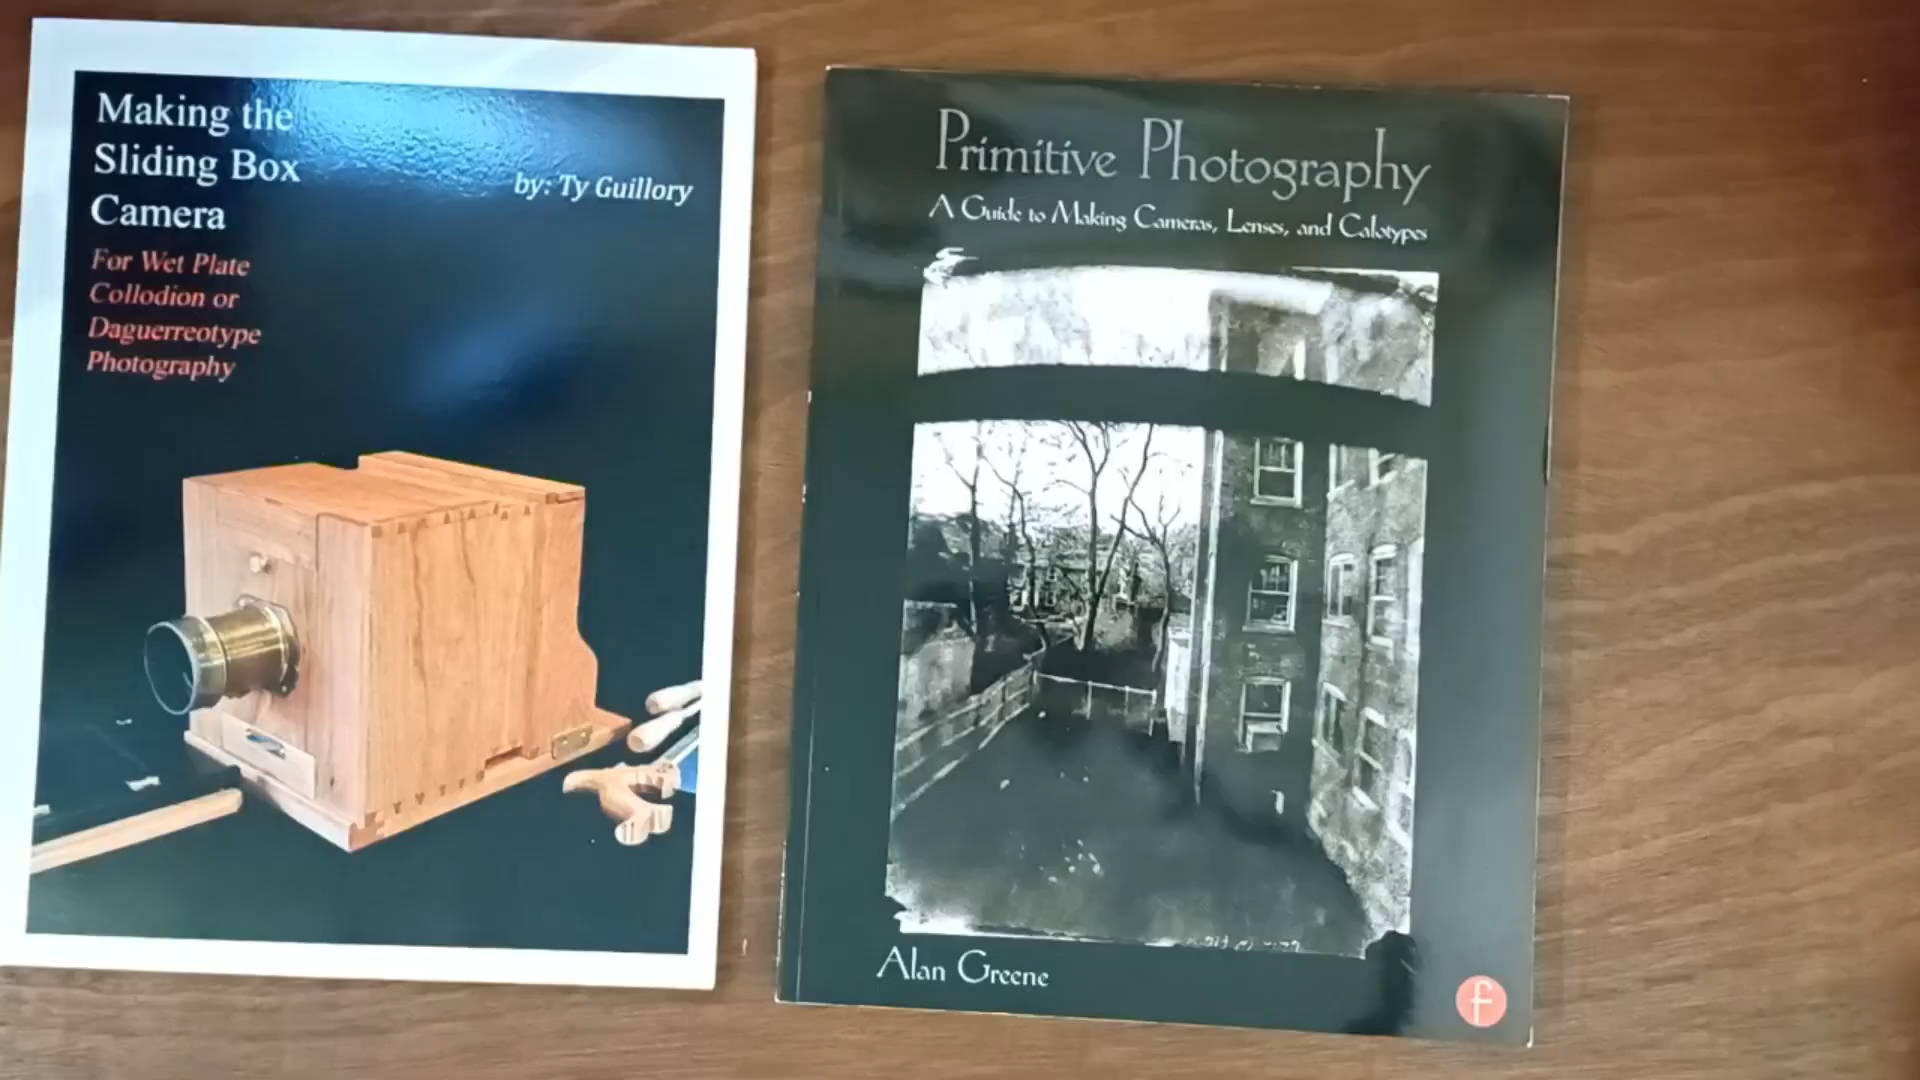 Making the
Sliding Box
Camera
by: Ty Guillory
For Wet Plate
Collodion or
Daguerreotype
Photography
Primitive Photography
A Guide to Making Cameras, Lenses, and Calotypes
Alan Greene
f